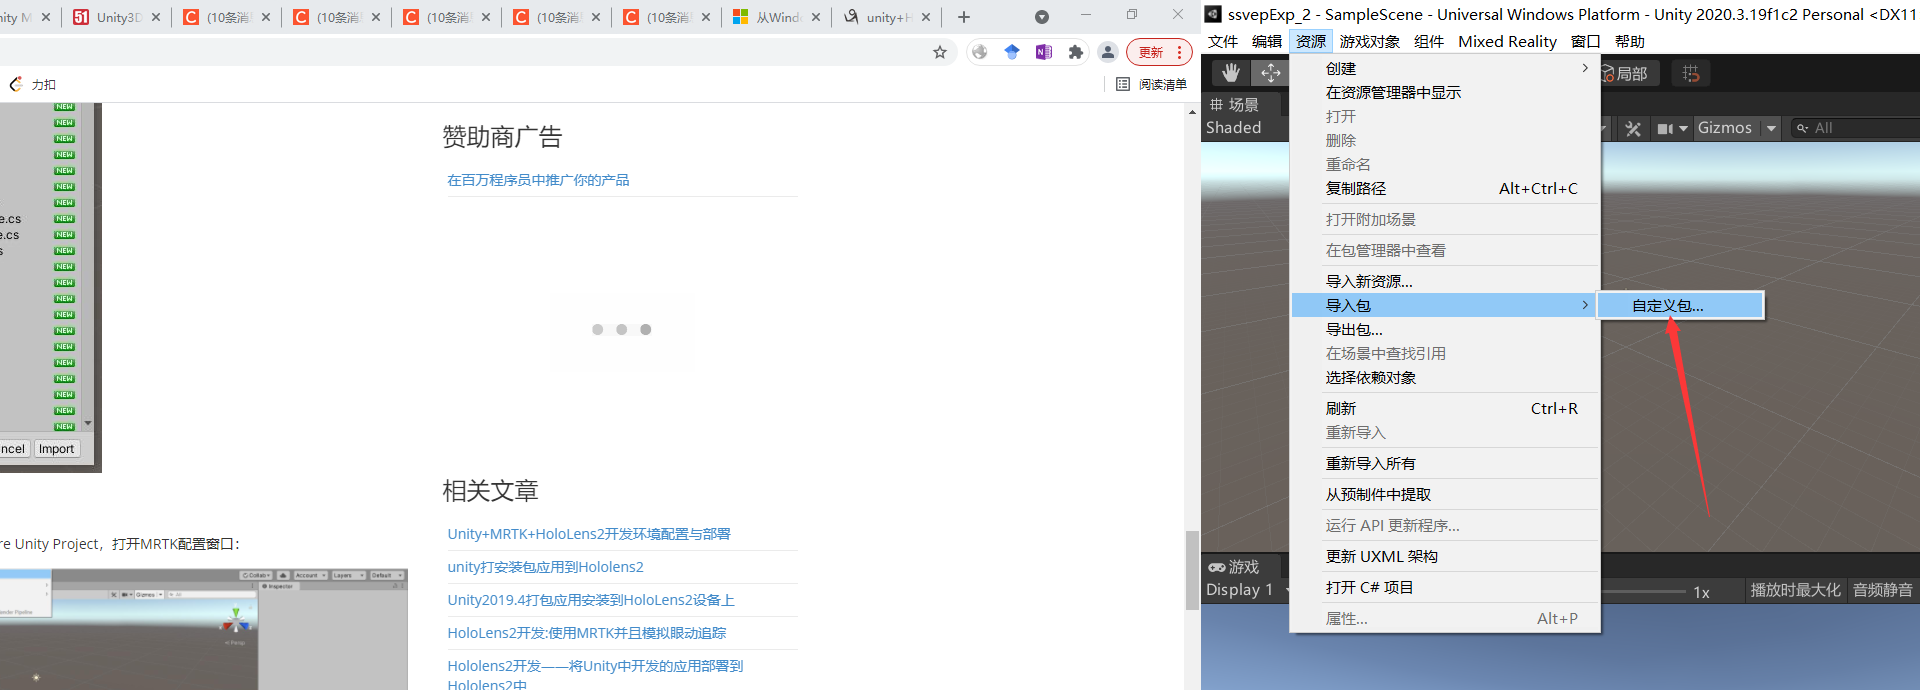 nity M
Unity3D
(10条消
(10条消
(10条消
(10条消
(10条消
从Wind
unity+H
更新
力扣
阅读清单
NEW
NEW
NEW
NEW
NEW
NEW
NEW
e.cs
NEW
e.cs
NEW
s
NEW
NEW
NEW
NEW
NEW
NEW
NEW
NEW
NEW
NEW
NEW
NEW
ncel
Import
re Unity Project，打开MRTK配置窗口：
Collab
Account
Layers
Default
Inspector
Gizmos
赞助商广告
在百万程序员中推广你的产品
相关文章
Unity+MRTK+HoloLens2开发环境配置与部署
unity打安装包应用到Hololens2
Unity2019.4打包应用安装到HoloLens2设备上
HoloLens2开发:使用MRTK并且模拟眼动追踪
Hololens2开发——将Unity中开发的应用部署到
Hololens2中
ssvepExp_2 - SampleScene - Universal Windows Platform - Unity 2020.3.19f1c2 Personal <DX11
文件 编辑 资源 游戏对象 组件 Mixed Reality 窗口 帮助
局部
场景
Shaded
Gizmos
All
创建
在资源管理器中显示
打开
删除
重命名
复制路径 Alt+Ctrl+C
打开附加场景
在包管理器中查看
导入新资源...
导入包
自定义包...
导出包...
在场景中查找引用
选择依赖对象
刷新 Ctrl+R
重新导入
重新导入所有
从预制件中提取
运行 API 更新程序...
更新 UXML 架构
打开 C# 项目
属性... Alt+P
游戏
Display 1
1x
播放时最大化
音频静音